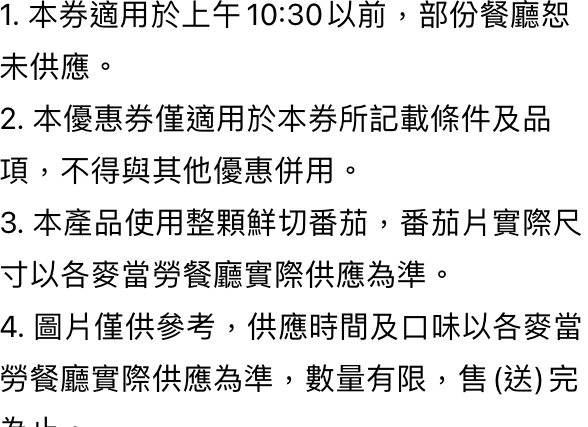 1. 本券適用於上午10:30以前，部份餐廳恕
未供應。
2. 本優惠券僅適用於本券所記載條件及品
項，不得與其他優惠併用。
3. 本產品使用整顆鮮切番茄，番茄片實際尺
寸以各麥當勞餐廳實際供應為準。
4. 圖片僅供參考，供應時間及口味以各麥當
勞餐廳實際供應為準，數量有限，售(送)完
為止。